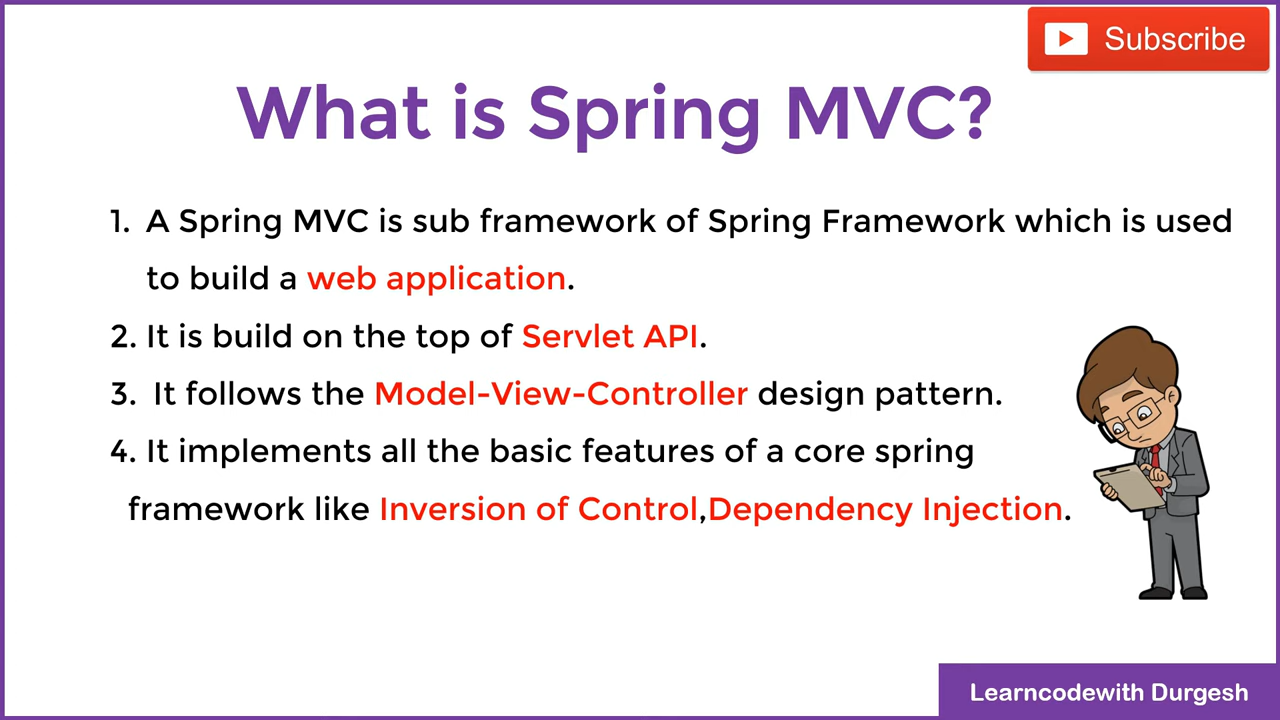 Subscribe
What is Spring MVC?
1. A Spring MVC is sub framework of Spring Framework which is used
to build a web application.
2. It is build on the top of Servlet API.
3. It follows the Model-View-Controller design pattern.
4. It implements all the basic features of a core spring
framework like Inversion of Control,Dependency Injection.
Learncodewith Durgesh